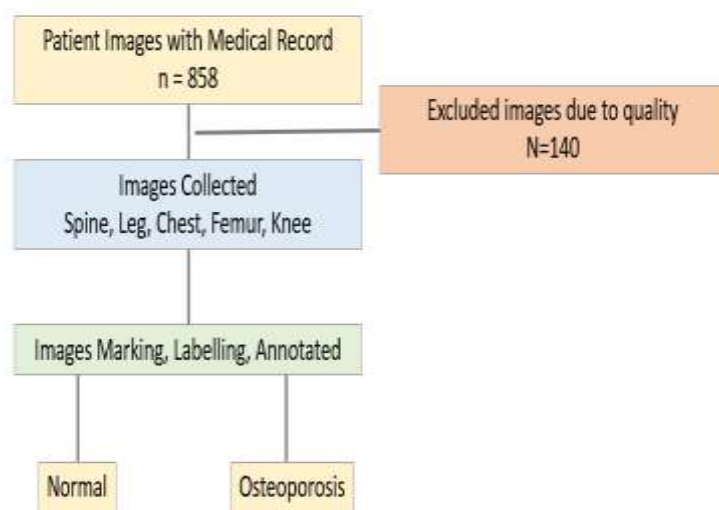 Patient Images with Medical Record
n = 858
Excluded images due to quality
N=140
Images Collected
Spine, Leg, Chest, Femur, Knee
Images Marking, Labelling, Annotated
Normal
Osteoporosis